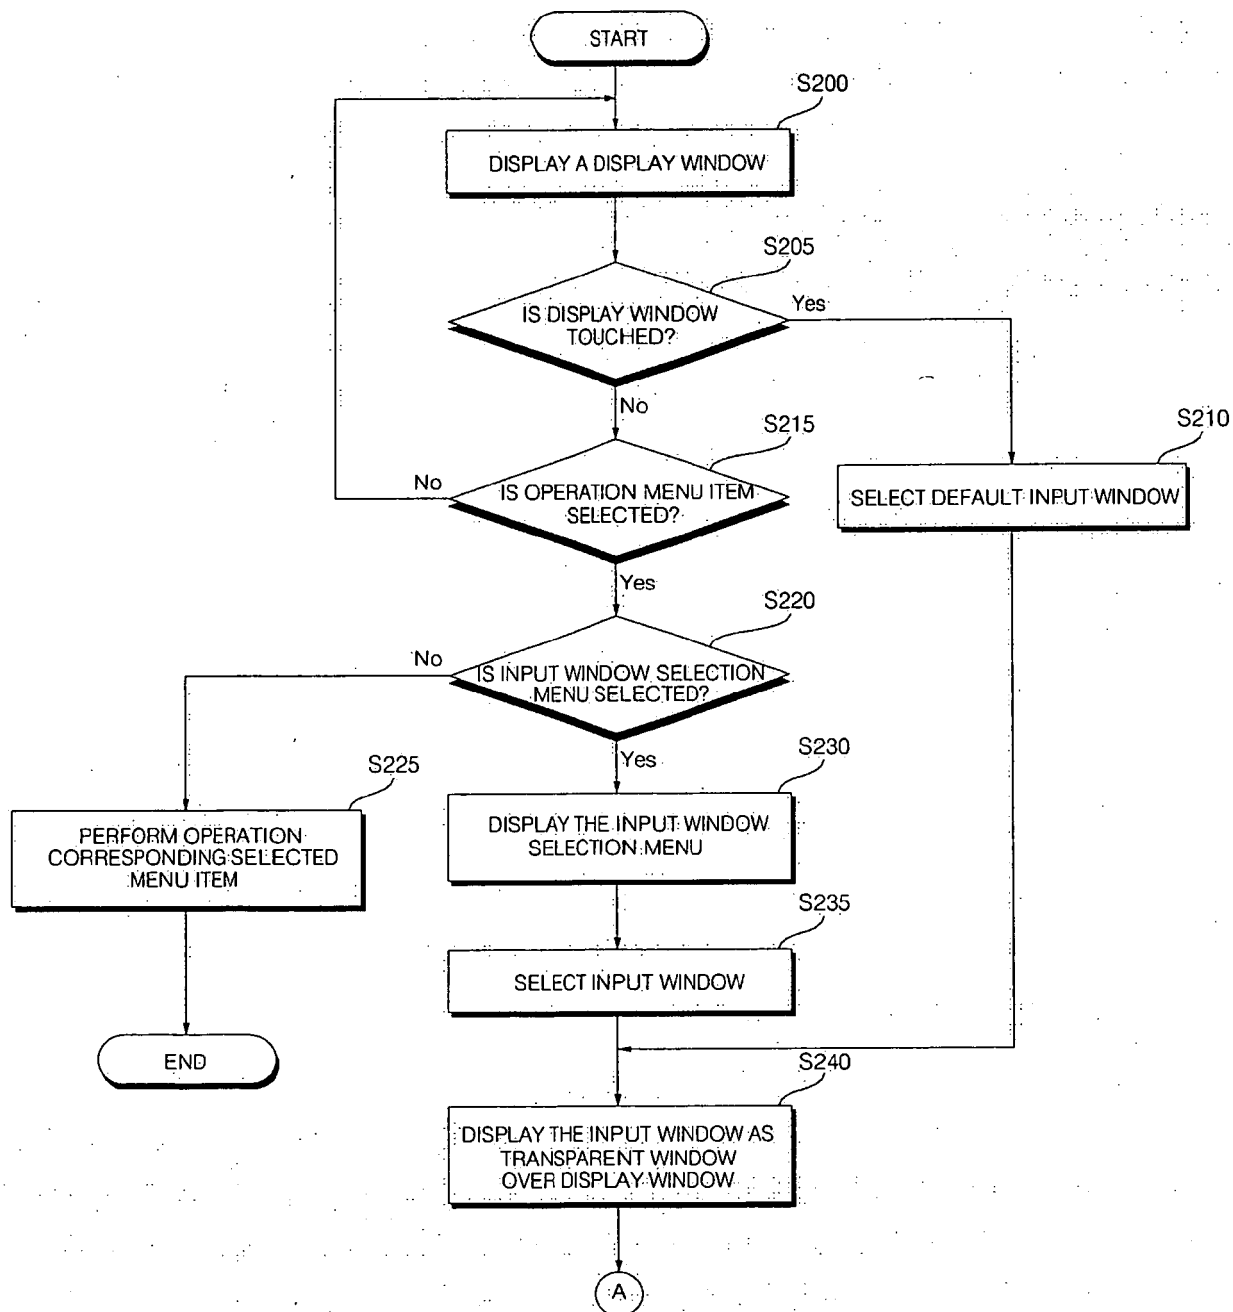 START
S200
DISPLAY A DISPLAY WINDOW
S205
IS DISPLAY WINDOW
TOUCHED?
Yes
No
S215
S210
No
IS OPERATION MENU ITEM
SELECTED?
SELECT DEFAULT INPUT WINDOW
Yes
S220
No
IS INPUT WINDOW SELECTION
MENU SELECTED?
Yes
S230
S225
DISPLAY THE INPUT WINDOW
SELECTION MENU
PERFORM OPERATION
CORRESPONDING SELECTED
MENU ITEM
S235
SELECT INPUT WINDOW
END
S240
DISPLAY THE INPUT WINDOW AS
TRANSPARENT WINDOW
OVER DISPLAY WINDOW
A